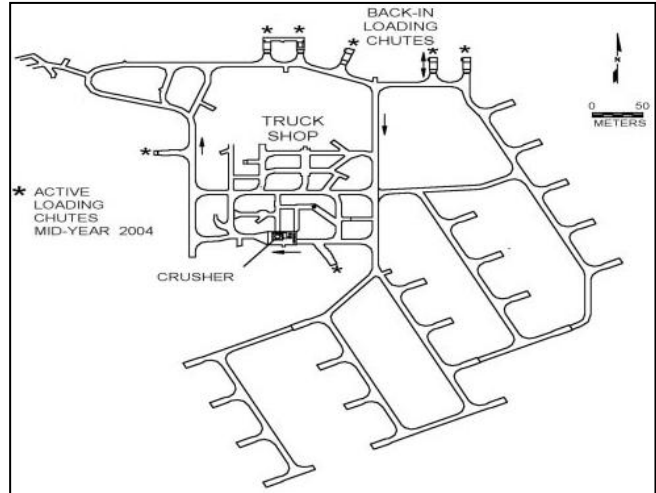 * * *
BACK-IN
LOADING
CHUTES
* *
N
0 50
METERS
TRUCK
SHOP
*
* ACTIVE
LOADING
CHUTES
MID-YEAR 2004
CRUSHER
*